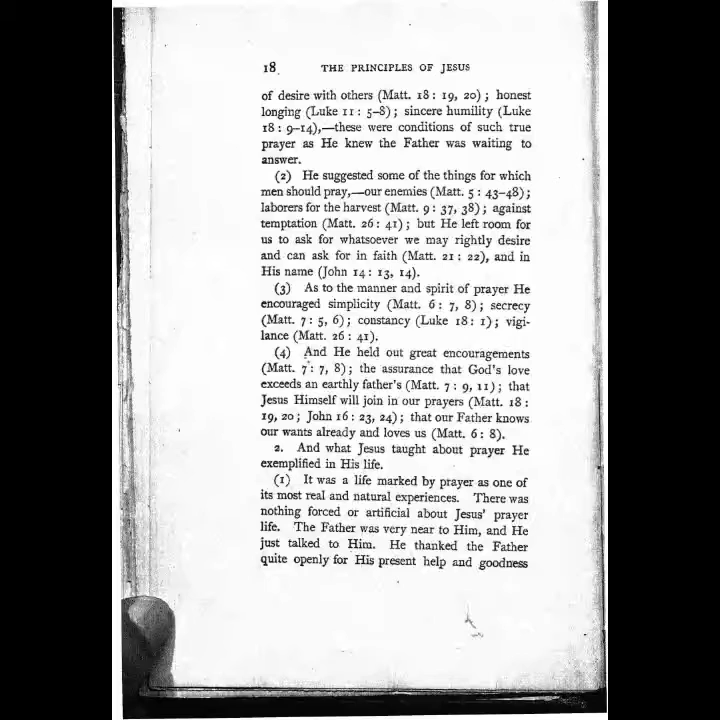 18 THE PRINCIPLES OF JESUS
of desire with others (Matt. 18 : 19, 20) ; honest
longing (Luke 11 : 5–8) ; sincere humility (Luke
18 : 9–14),—these were conditions of such true
prayer as He knew the Father was waiting to
answer.
(2) He suggested some of the things for which
men should pray,—our enemies (Matt. 5 : 43–48) ;
laborers for the harvest (Matt. 9 : 37, 38) ; against
temptation (Matt. 26 : 41) ; but He left room for
us to ask for whatsoever we may rightly desire
and can ask for in faith (Matt. 21 : 22), and in
His name (John 14 : 13, 14).
(3) As to the manner and spirit of prayer He
encouraged simplicity (Matt. 6 : 7, 8) ; secrecy
(Matt. 7 : 5, 6) ; constancy (Luke 18 : 1) ; vigi-
lance (Matt. 26 : 41).
(4) And He held out great encouragements
(Matt. 7 : 7, 8) ; the assurance that God's love
exceeds an earthly father's (Matt. 7 : 9, 11) ; that
Jesus Himself will join in our prayers (Matt. 18 :
19, 20 ; John 16 : 23, 24) ; that our Father knows
our wants already and loves us (Matt. 6 : 8).
2. And what Jesus taught about prayer He
exemplified in His life.
(1) It was a life marked by prayer as one of
its most real and natural experiences. There was
nothing forced or artificial about Jesus' prayer
life. The Father was very near to Him, and He
just talked to Him. He thanked the Father
quite openly for His present help and goodness